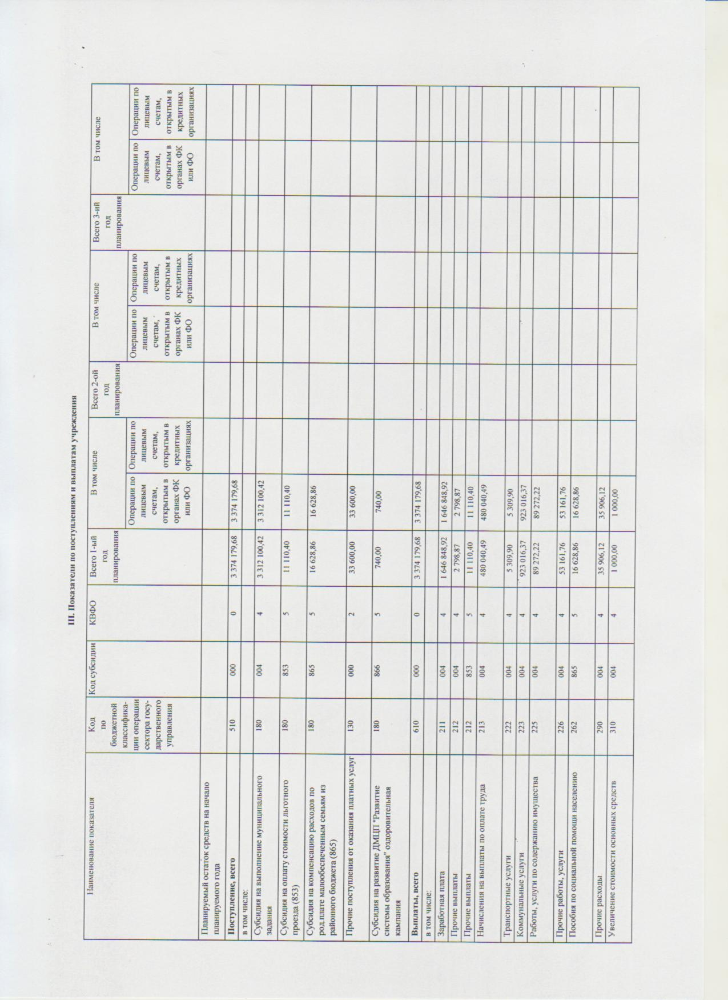 III. Показатели по поступлениям и выплатам учреждения
Наименование показателя
Код
по
бюджетной
классифика-
ции операции
сектора госу-
дарственного
управления
Код субсидии
КВФО
Всего 1-ый
год
планирования
В том числе
Операции по
лицевым
счетам,
открытым в
органах ФК
или ФО
Операции по
лицевым
счетам,
открытым в
кредитных
организациях
Всего 2-ой
год
планирования
В том числе
Операции по
лицевым
счетам,
открытым в
органах ФК
или ФО
Операции по
лицевым
счетам,
открытым в
кредитных
организациях
Всего 3-ий
год
планирования
В том числе
Операции по
лицевым
счетам,
открытым в
органах ФК
или ФО
Операции по
лицевым
счетам,
открытым в
кредитных
организациях
Планируемый остаток средств на начало
планируемого года
Поступление, всего 510 000 0 3 374 179,68 3 374 179,68
в том числе:
Субсидия на выполнение муниципального 180 004 4 3 312 100,42 3 312 100,42
задания
Субсидия на оплату стоимости льготного 180 853 5 11 110,40 11 110,40
проезда (853)
Субсидия на компенсацию расходов по 180 865 5 16 628,86 16 628,86
род.плате малообеспеченным семьям из
районного бюджета (865)
Прочие поступления от оказания платных услуг 130 000 2 33 600,00 33 600,00
Субсидия на развитие ДМЦП "Развитие 180 866 5 740,00 740,00
системы образования" оздоровительная
кампания
Выплаты, всего 610 000 0 3 374 179,68 3 374 179,68
в том числе:
Заработная плата 211 004 4 1 646 848,92 1 646 848,92
Прочие выплаты 212 004 4 2 798,87 2 798,87
Прочие выплаты 212 853 5 11 110,40 11 110,40
Начисления на выплаты по оплате труда 213 004 4 480 040,49 480 040,49
Транспортные услуги 222 004 4 5 309,90 5 309,90
Коммунальные услуги 223 004 4 923 016,37 923 016,37
Работы, услуги по содержанию имущества 225 004 4 89 272,22 89 272,22
Прочие работы, услуги 226 004 4 53 161,76 53 161,76
Пособия по социальной помощи населению 262 865 5 16 628,86 16 628,86
Прочие расходы 290 004 4 35 906,12 35 906,12
Увеличение стоимости основных средств 310 004 4 1 000,00 1 000,00